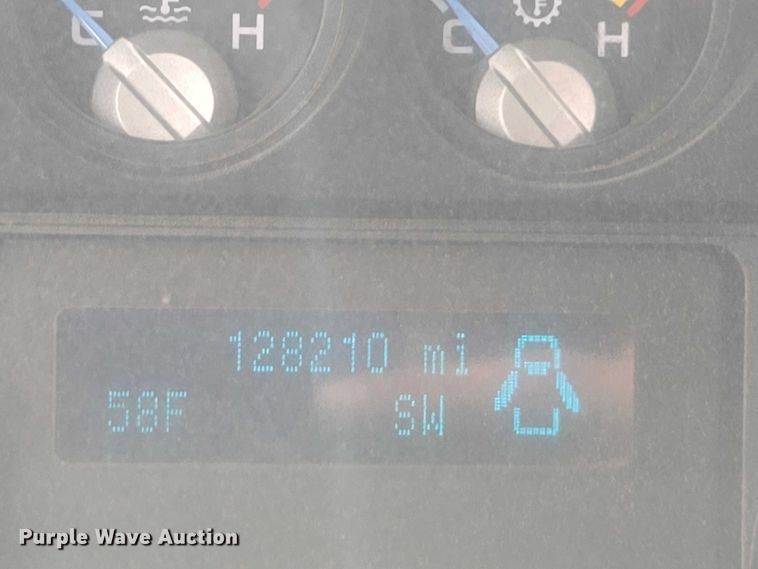 C H
C F H
128210 mi
58F SW
Purple Wave Auction